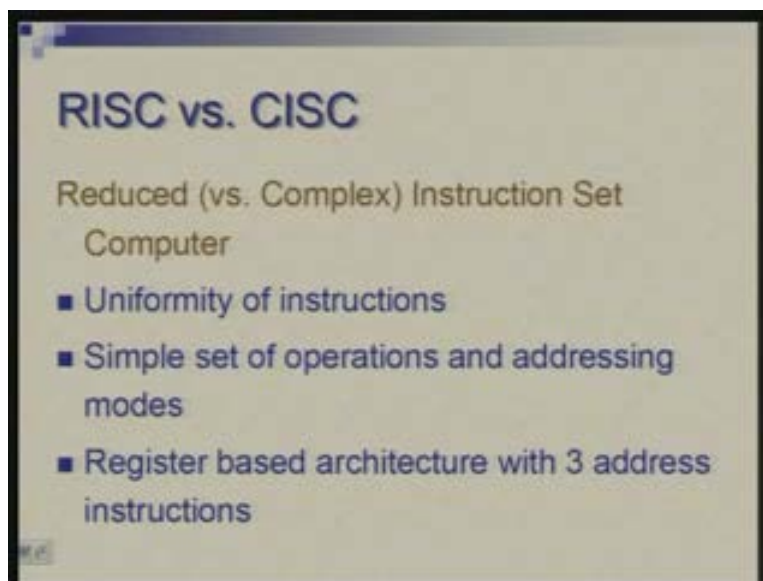 RISC vs. CISC
Reduced (vs. Complex) Instruction Set
Computer
Uniformity of instructions
Simple set of operations and addressing
modes
Register based architecture with 3 address
instructions